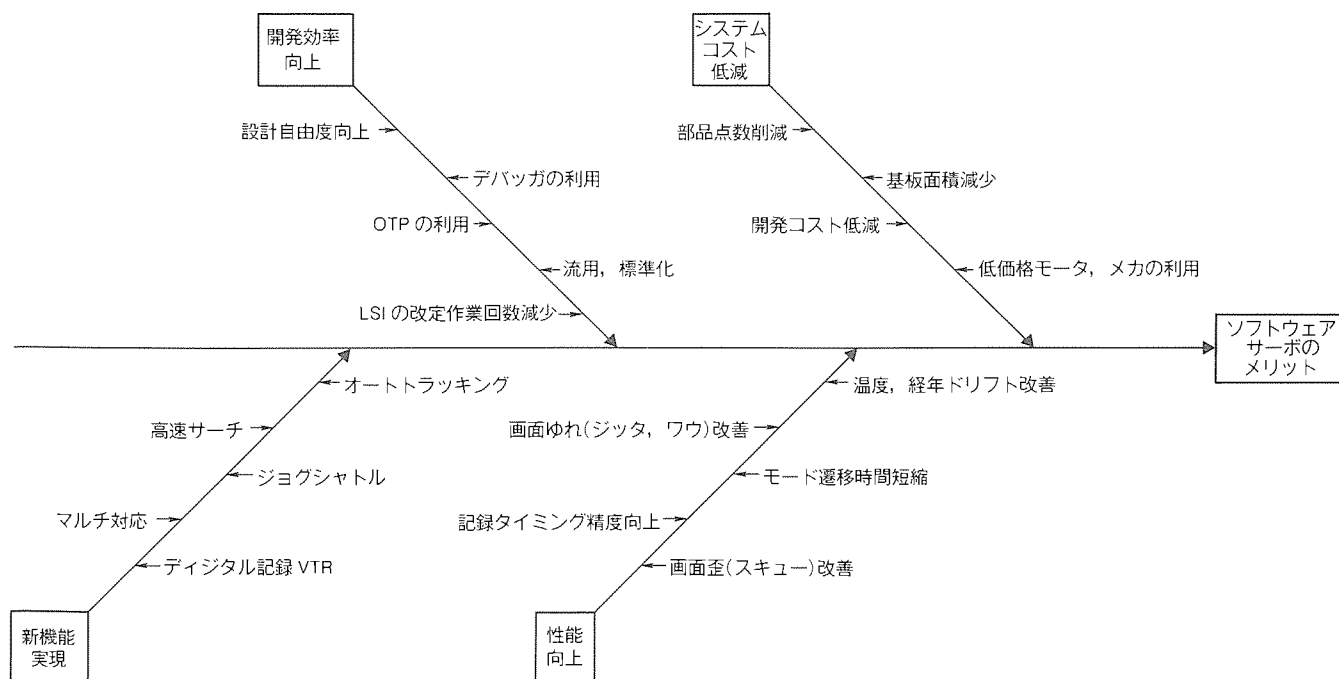 開発効率
向上
システム
コスト
低減
設計自由度向上
部品点数削減
デバッガの利用
基板面積減少
OTP の利用
開発コスト低減
流用，標準化
低価格モータ，メカの利用
LSI の改定作業回数減少
ソフトウェア
サーボの
メリット
オートトラッキング
温度，経年ドリフト改善
高速サーチ
画面ゆれ(ジッタ，ワウ)改善
ジョグシャトル
モード遷移時間短縮
マルチ対応
記録タイミング精度向上
ディジタル記録 VTR
画面歪(スキュー)改善
新機能
実現
性能
向上